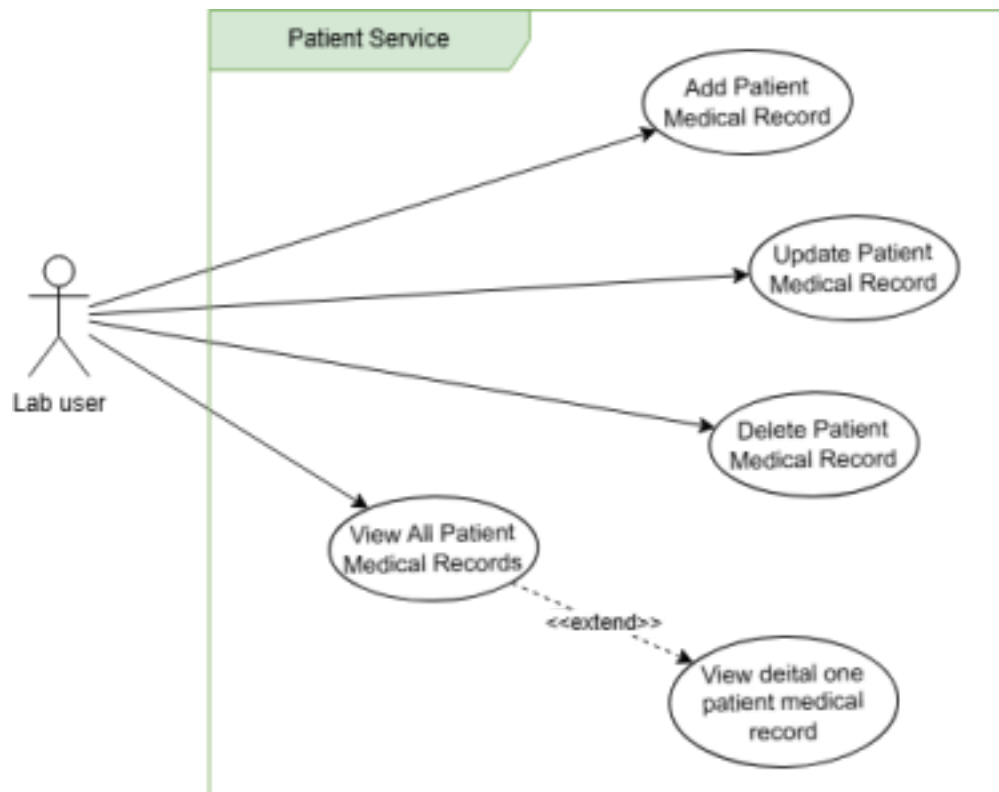 Patient Service
Add Patient
Medical Record
Update Patient
Medical Record
Lab user
Delete Patient
Medical Record
View All Patient
Medical Records
<<extend>>
View deital one
patient medical
record